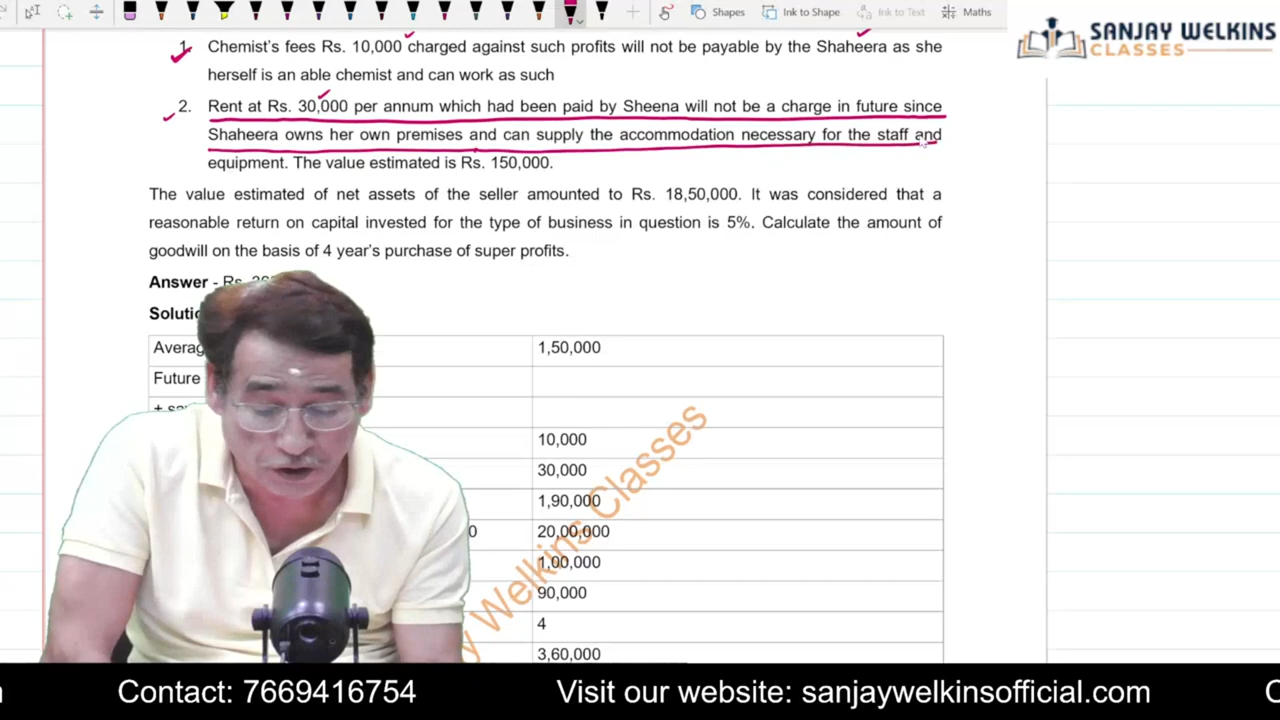 Shapes Ink to Shape Ink to Text Maths
SANJAY WELKINS
CLASSES
1. Chemist's fees Rs. 10,000 charged against such profits will not be payable by the Shaheera as she
herself is an able chemist and can work as such
2. Rent at Rs. 30,000 per annum which had been paid by Sheena will not be a charge in future since
Shaheera owns her own premises and can supply the accommodation necessary for the staff and
equipment. The value estimated is Rs. 150,000.
The value estimated of net assets of the seller amounted to Rs. 18,50,000. It was considered that a
reasonable return on capital invested for the type of business in question is 5%. Calculate the amount of
goodwill on the basis of 4 year's purchase of super profits.
Answer - Rs.
1,50,000
Future
10,000
30,000
1,90,000
0 20,00,000
1,00,000
90,000
4
3,60,000
Welkins Classes
Contact: 7669416754 Visit our website: sanjaywelkinsofficial.com